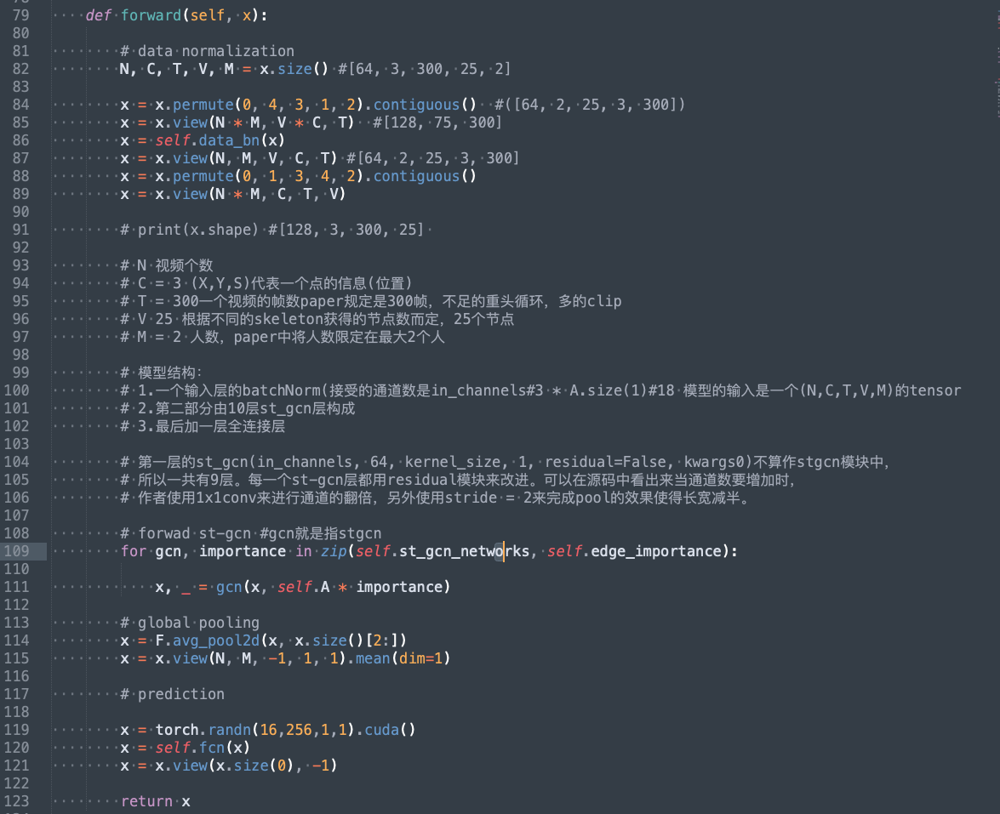 79 def forward(self, x):
80
81 # data normalization
82 N, C, T, V, M = x.size() #[64, 3, 300, 25, 2]
83
84 x = x.permute(0, 4, 3, 1, 2).contiguous()  #([64, 2, 25, 3, 300])
85 x = x.view(N * M, V * C, T)  #[128, 75, 300]
86 x = self.data_bn(x)
87 x = x.view(N, M, V, C, T) #[64, 2, 25, 3, 300]
88 x = x.permute(0, 1, 3, 4, 2).contiguous()
89 x = x.view(N * M, C, T, V)
90
91 # print(x.shape) #[128, 3, 300, 25]
92
93 # N 视频个数
94 # C = 3 (X,Y,S)代表一个点的信息(位置)
95 # T = 300一个视频的帧数paper规定是300帧，不足的重头循环，多的clip
96 # V 25 根据不同的skeleton获得的节点数而定，25个节点
97 # M = 2 人数，paper中将人数限定在最大2个人
98
99 # 模型结构：
100 # 1.一个输入层的batchNorm(接受的通道数是in_channels#3 * A.size(1)#18 模型的输入是一个(N,C,T,V,M)的tensor
101 # 2.第二部分由10层st_gcn层构成
102 # 3.最后加一层全连接层
103
104 # 第一层的st_gcn(in_channels, 64, kernel_size, 1, residual=False, kwargs0)不算作stgcn模块中，
105 # 所以一共有9层。每一个st-gcn层都用residual模块来改进。可以在源码中看出来当通道数要增加时，
106 # 作者使用1x1conv来进行通道的翻倍，另外使用stride = 2来完成pool的效果使得长宽减半。
107
108 # forwad st-gcn #gcn就是指stgcn
109 for gcn, importance in zip(self.st_gcn_networks, self.edge_importance):
110
111 x, _ = gcn(x, self.A * importance)
112
113 # global pooling
114 x = F.avg_pool2d(x, x.size()[2:])
115 x = x.view(N, M, -1, 1, 1).mean(dim=1)
116
117 # prediction
118
119 x = torch.randn(16,256,1,1).cuda()
120 x = self.fcn(x)
121 x = x.view(x.size(0), -1)
122
123 return x